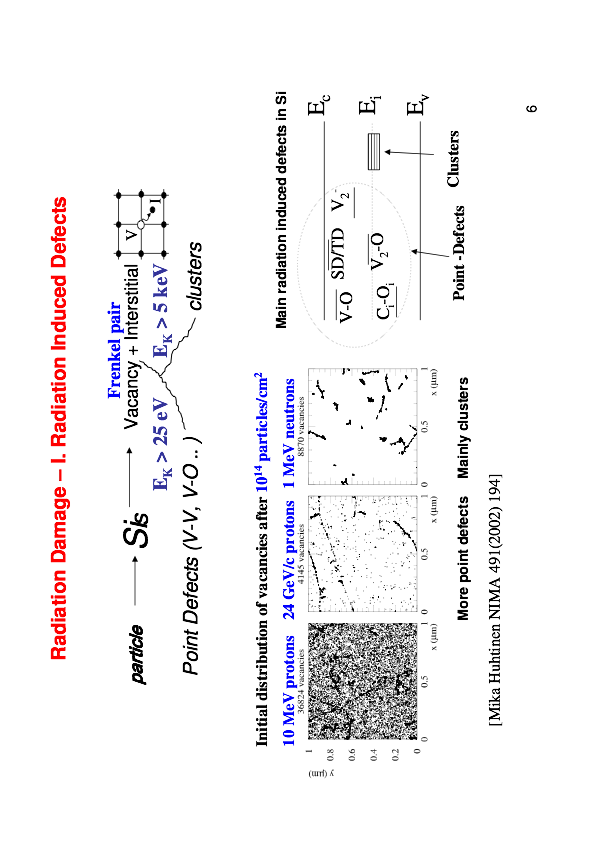 Radiation Damage – I. Radiation Induced Defects
Frenkel pair
particle
Si_s
Vacancy + Interstitial
V
I
E_K > 25 eV
E_K > 5 keV
Point Defects (V-V, V-O .. )
clusters
Initial distribution of vacancies after 10^14 particles/cm^2
10 MeV protons
24 GeV/c protons
1 MeV neutrons
36824 vacancies
4145 vacancies
8870 vacancies
y (μm)
1
0.8
0.6
0.4
0.2
0
0
0.5
1
x (μm)
0
0.5
1
x (μm)
0
0.5
1
x (μm)
More point defects
Mainly clusters
[Mika Huhtinen NIMA 491(2002) 194]
Main radiation induced defects in Si
E_c
V-O
SD/TD
V_2^-
E_i
C_i-O_i
V_2-O
E_v
Point -Defects
Clusters
6